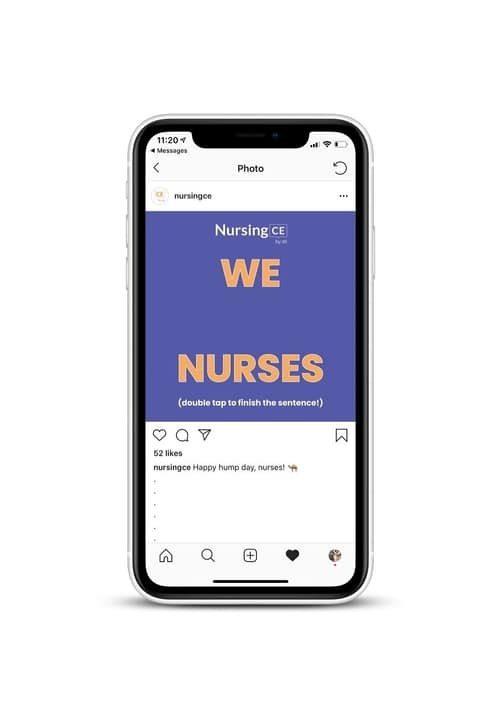 11:20
Messages
Photo
nursingce
Nursing CE
by IR
WE
NURSES
(double tap to finish the sentence!)
52 likes
nursingce Happy hump day, nurses! 🐪
.
.
.
.
.
.